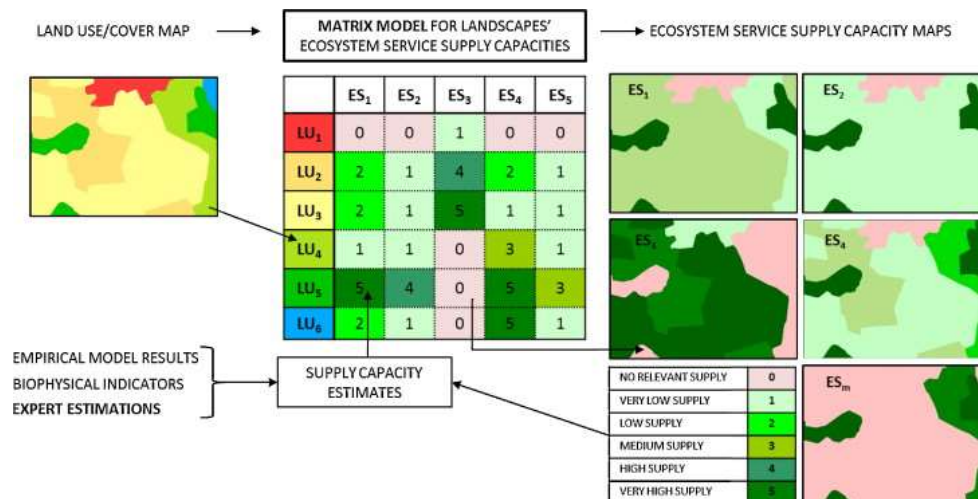 LAND USE/COVER MAP
MATRIX MODEL FOR LANDSCAPES'
ECOSYSTEM SERVICE SUPPLY CAPACITIES
ECOSYSTEM SERVICE SUPPLY CAPACITY MAPS
ES1 ES2 ES3 ES4 ES5
LU1 0 0 1 0 0
LU2 2 1 4 2 1
LU3 2 1 5 1 1
LU4 1 1 0 3 1
LU5 5 4 0 5 3
LU6 2 1 0 5 1
ES1
ES2
ES4
ESm
EMPIRICAL MODEL RESULTS
BIOPHYSICAL INDICATORS
EXPERT ESTIMATIONS
SUPPLY CAPACITY
ESTIMATES
NO RELEVANT SUPPLY 0
VERY LOW SUPPLY 1
LOW SUPPLY 2
MEDIUM SUPPLY 3
HIGH SUPPLY 4
VERY HIGH SUPPLY 5